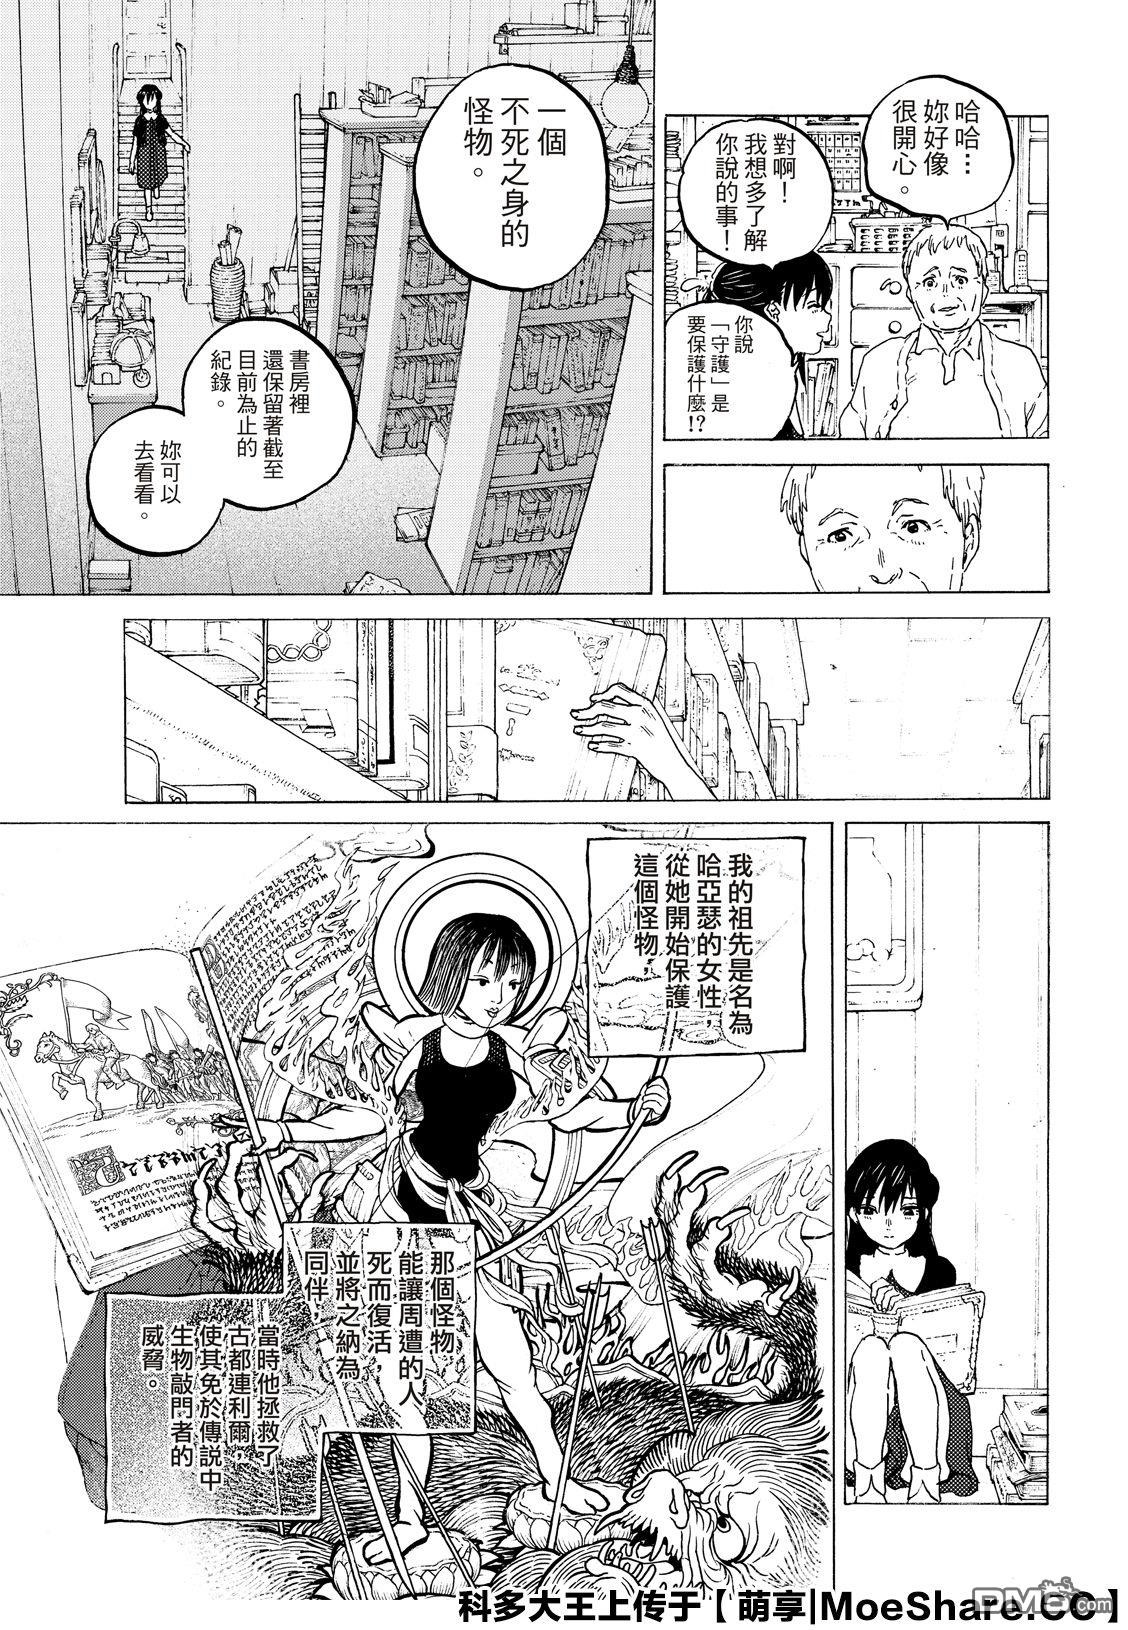 哈哈…
妳好像
很開心。
對啊！
我想多了解
你說的事！
你說
「守護」是
要保護什麼!?
一個
不死之身的
怪物。
書房裡
還保留著截至
目前為止的
紀錄。
妳可以
去看看。
我的祖先是名為
哈亞瑟的女性，
從她開始保護
這個怪物，
那個怪物
能讓周遭的人
死而復活，
並將之納為
同伴，
當時他拯救了
古都連利爾，
使其免於傳說中
生物敲門者的
威脅。
科多大王上传于【萌享|MoeShare.CC】